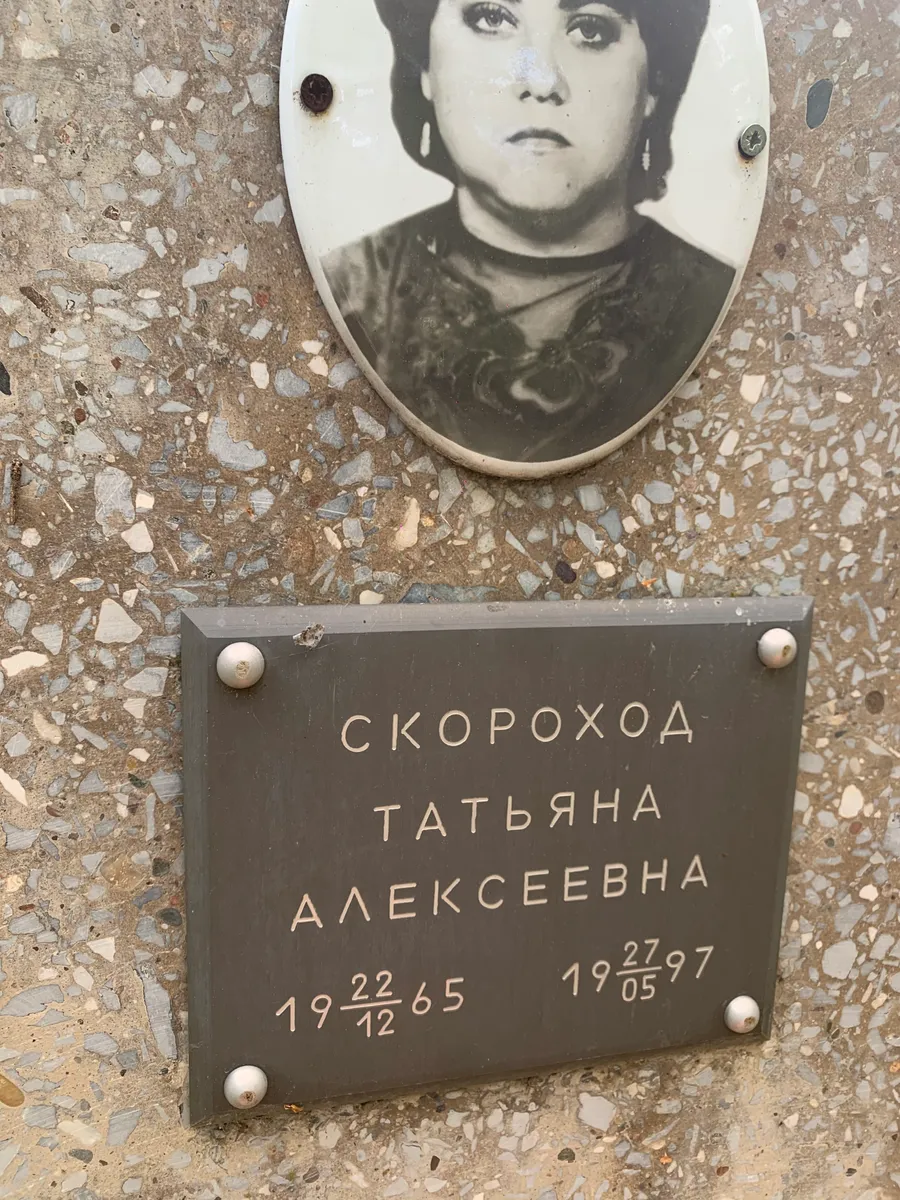 СКОРОХОД
ТАТЬЯНА
АЛЕКСЕЕВНА
19 22/12 65 19 27/05 97